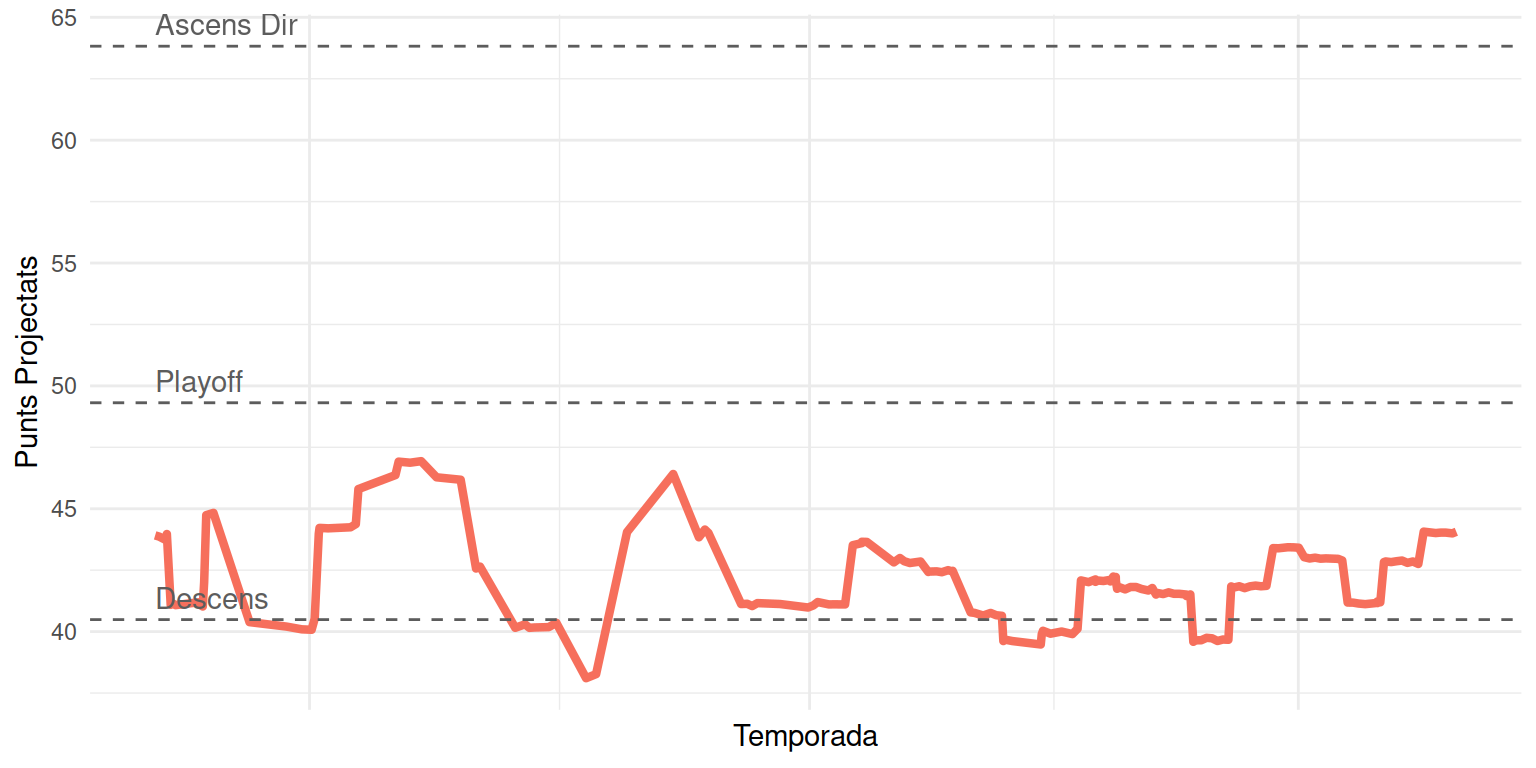 65
Ascens Dir
60
55
Playoff
50
45
Descens
40
Punts Projectats
Temporada